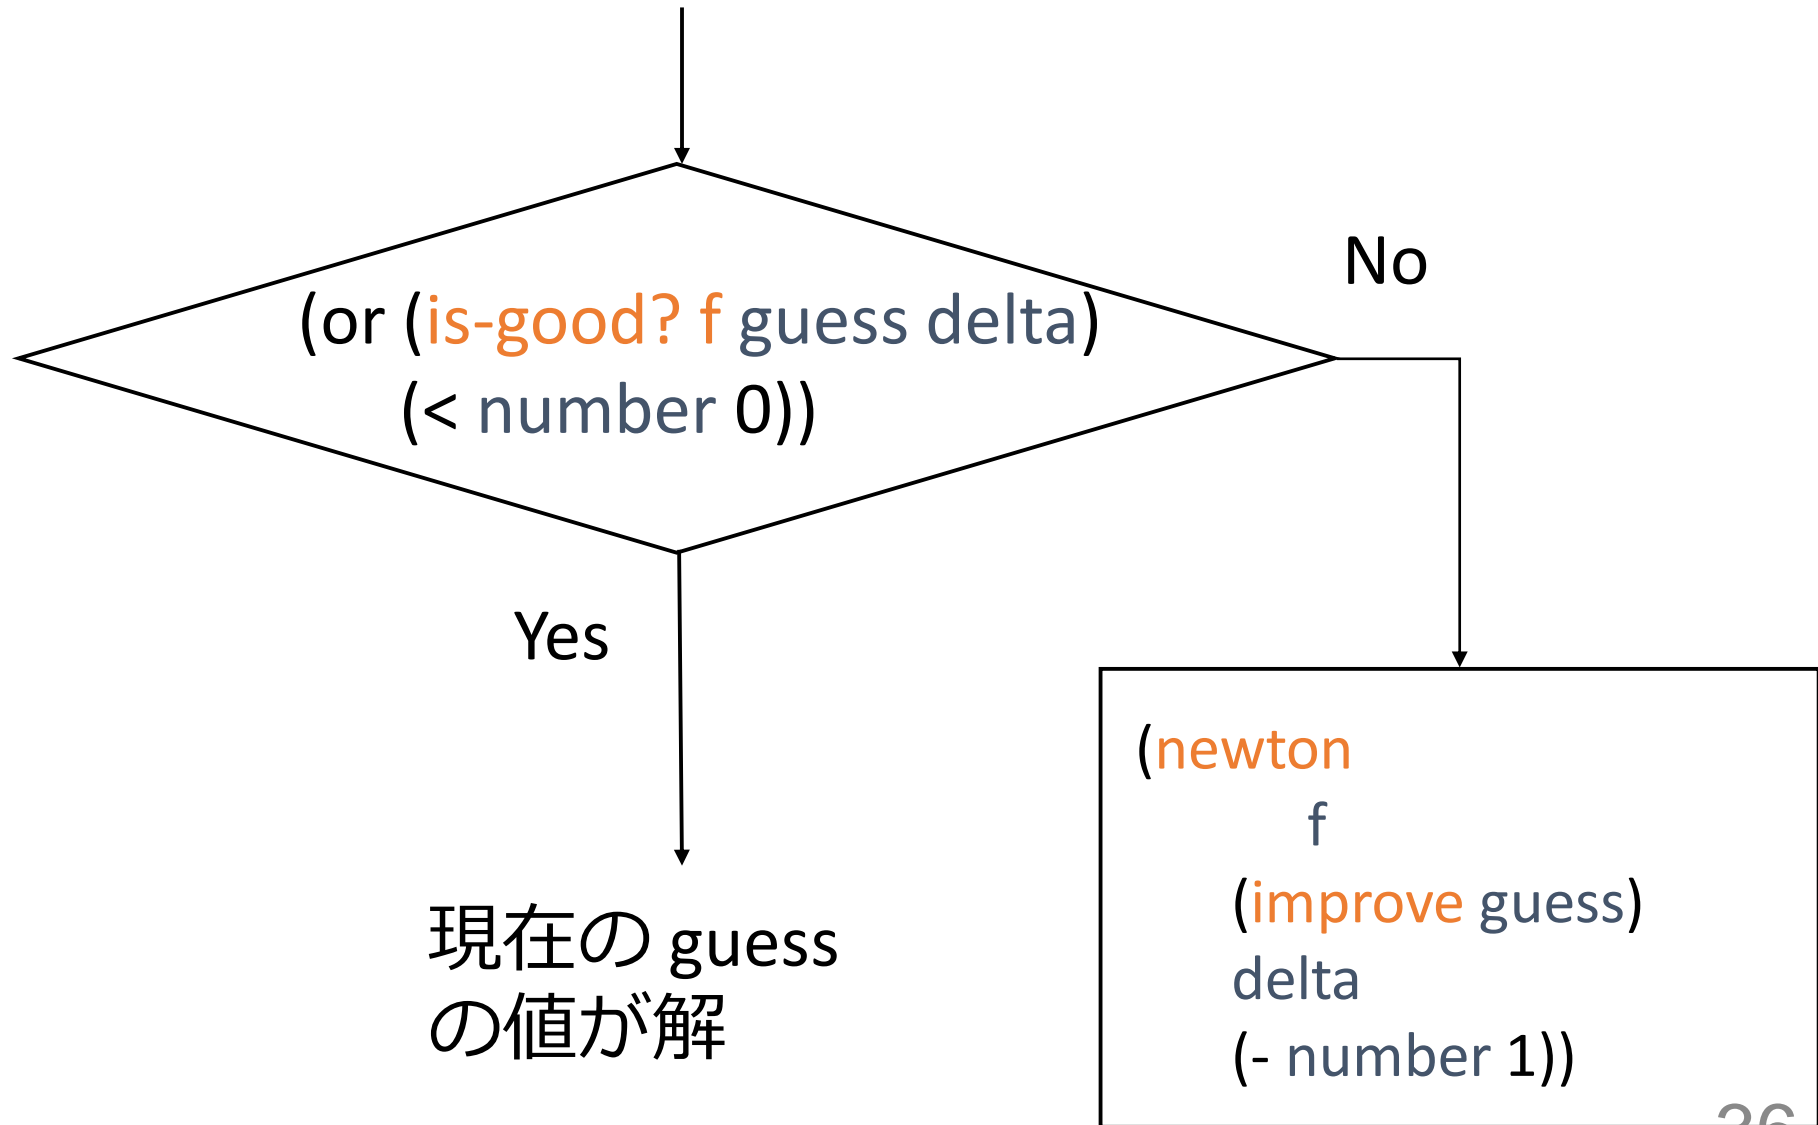 (or (is-good? f guess delta)
(< number 0))
No
Yes
現在の guess
の値が解
(newton
f
(improve guess)
delta
(- number 1))